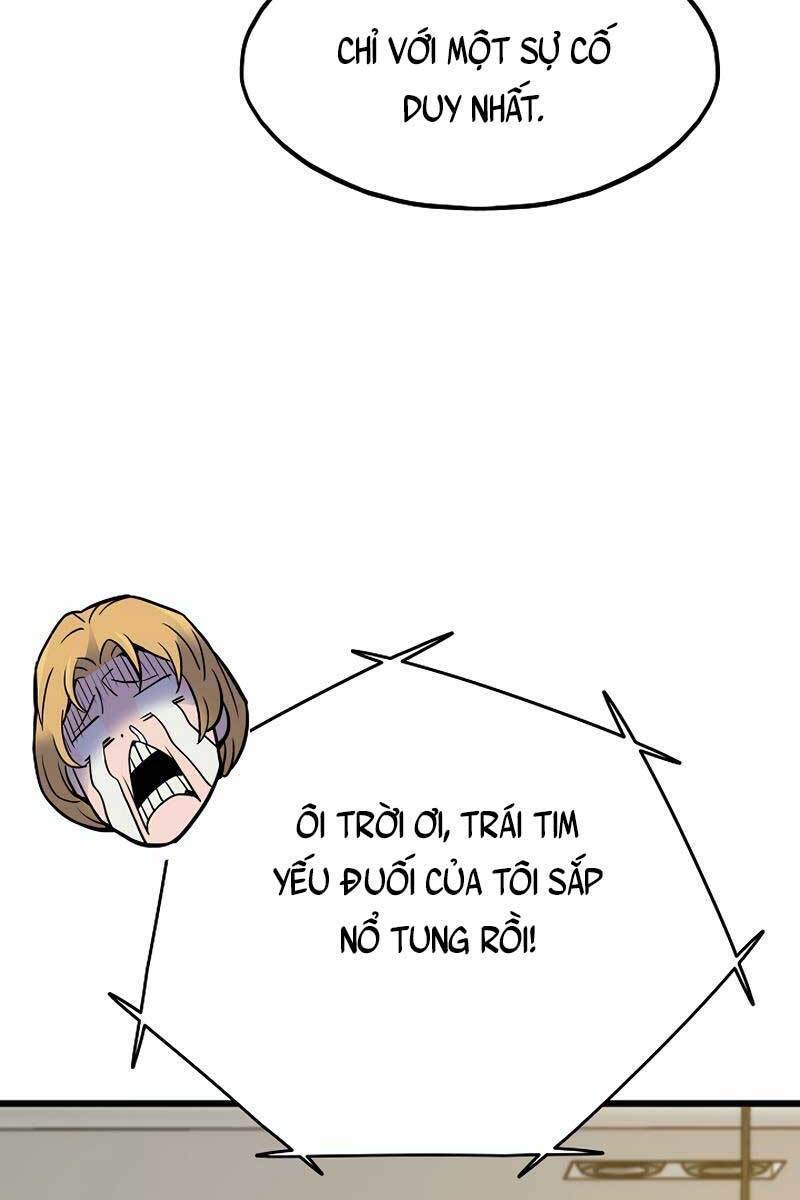 CHỈ VỚI MỘT SỰ CỐ
DUY NHẤT.
ÔI TRỜI ƠI, TRÁI TIM
YẾU ĐUỐI CỦA TÔI SẮP
NỔ TUNG RỒI!